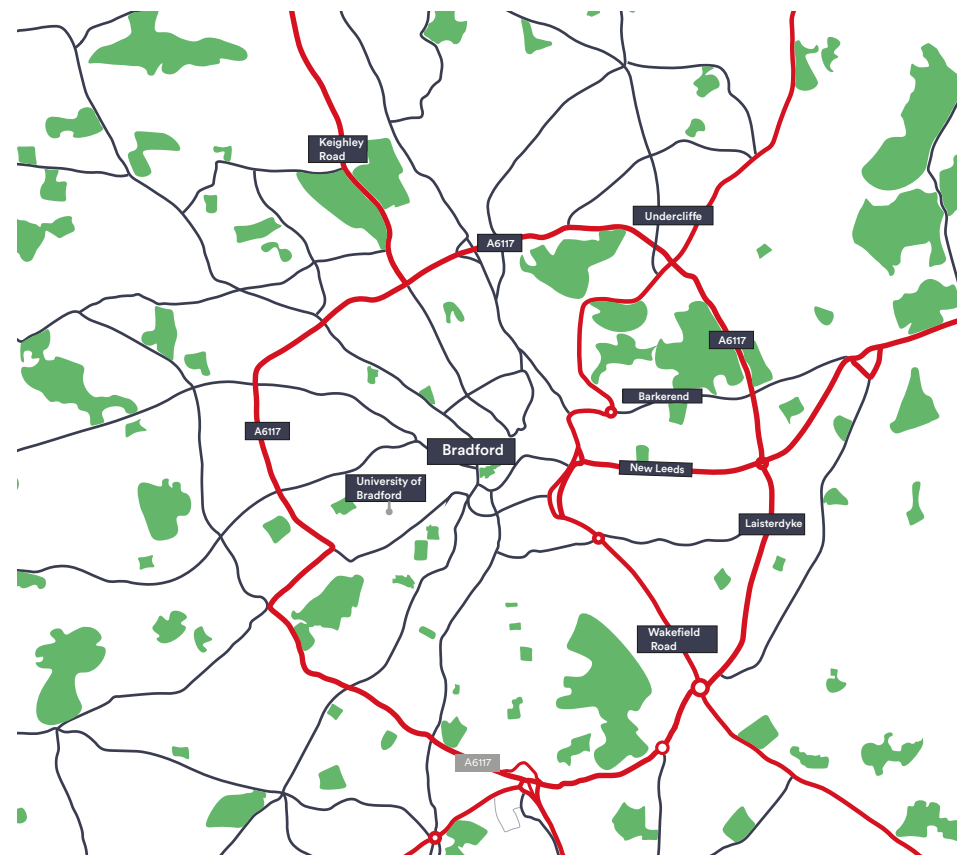 Keighley
Road
Undercliffe
A6117
A6117
Barkerend
A6117
Bradford
New Leeds
University of
Bradford
Laisterdyke
Wakefield
Road
A6117